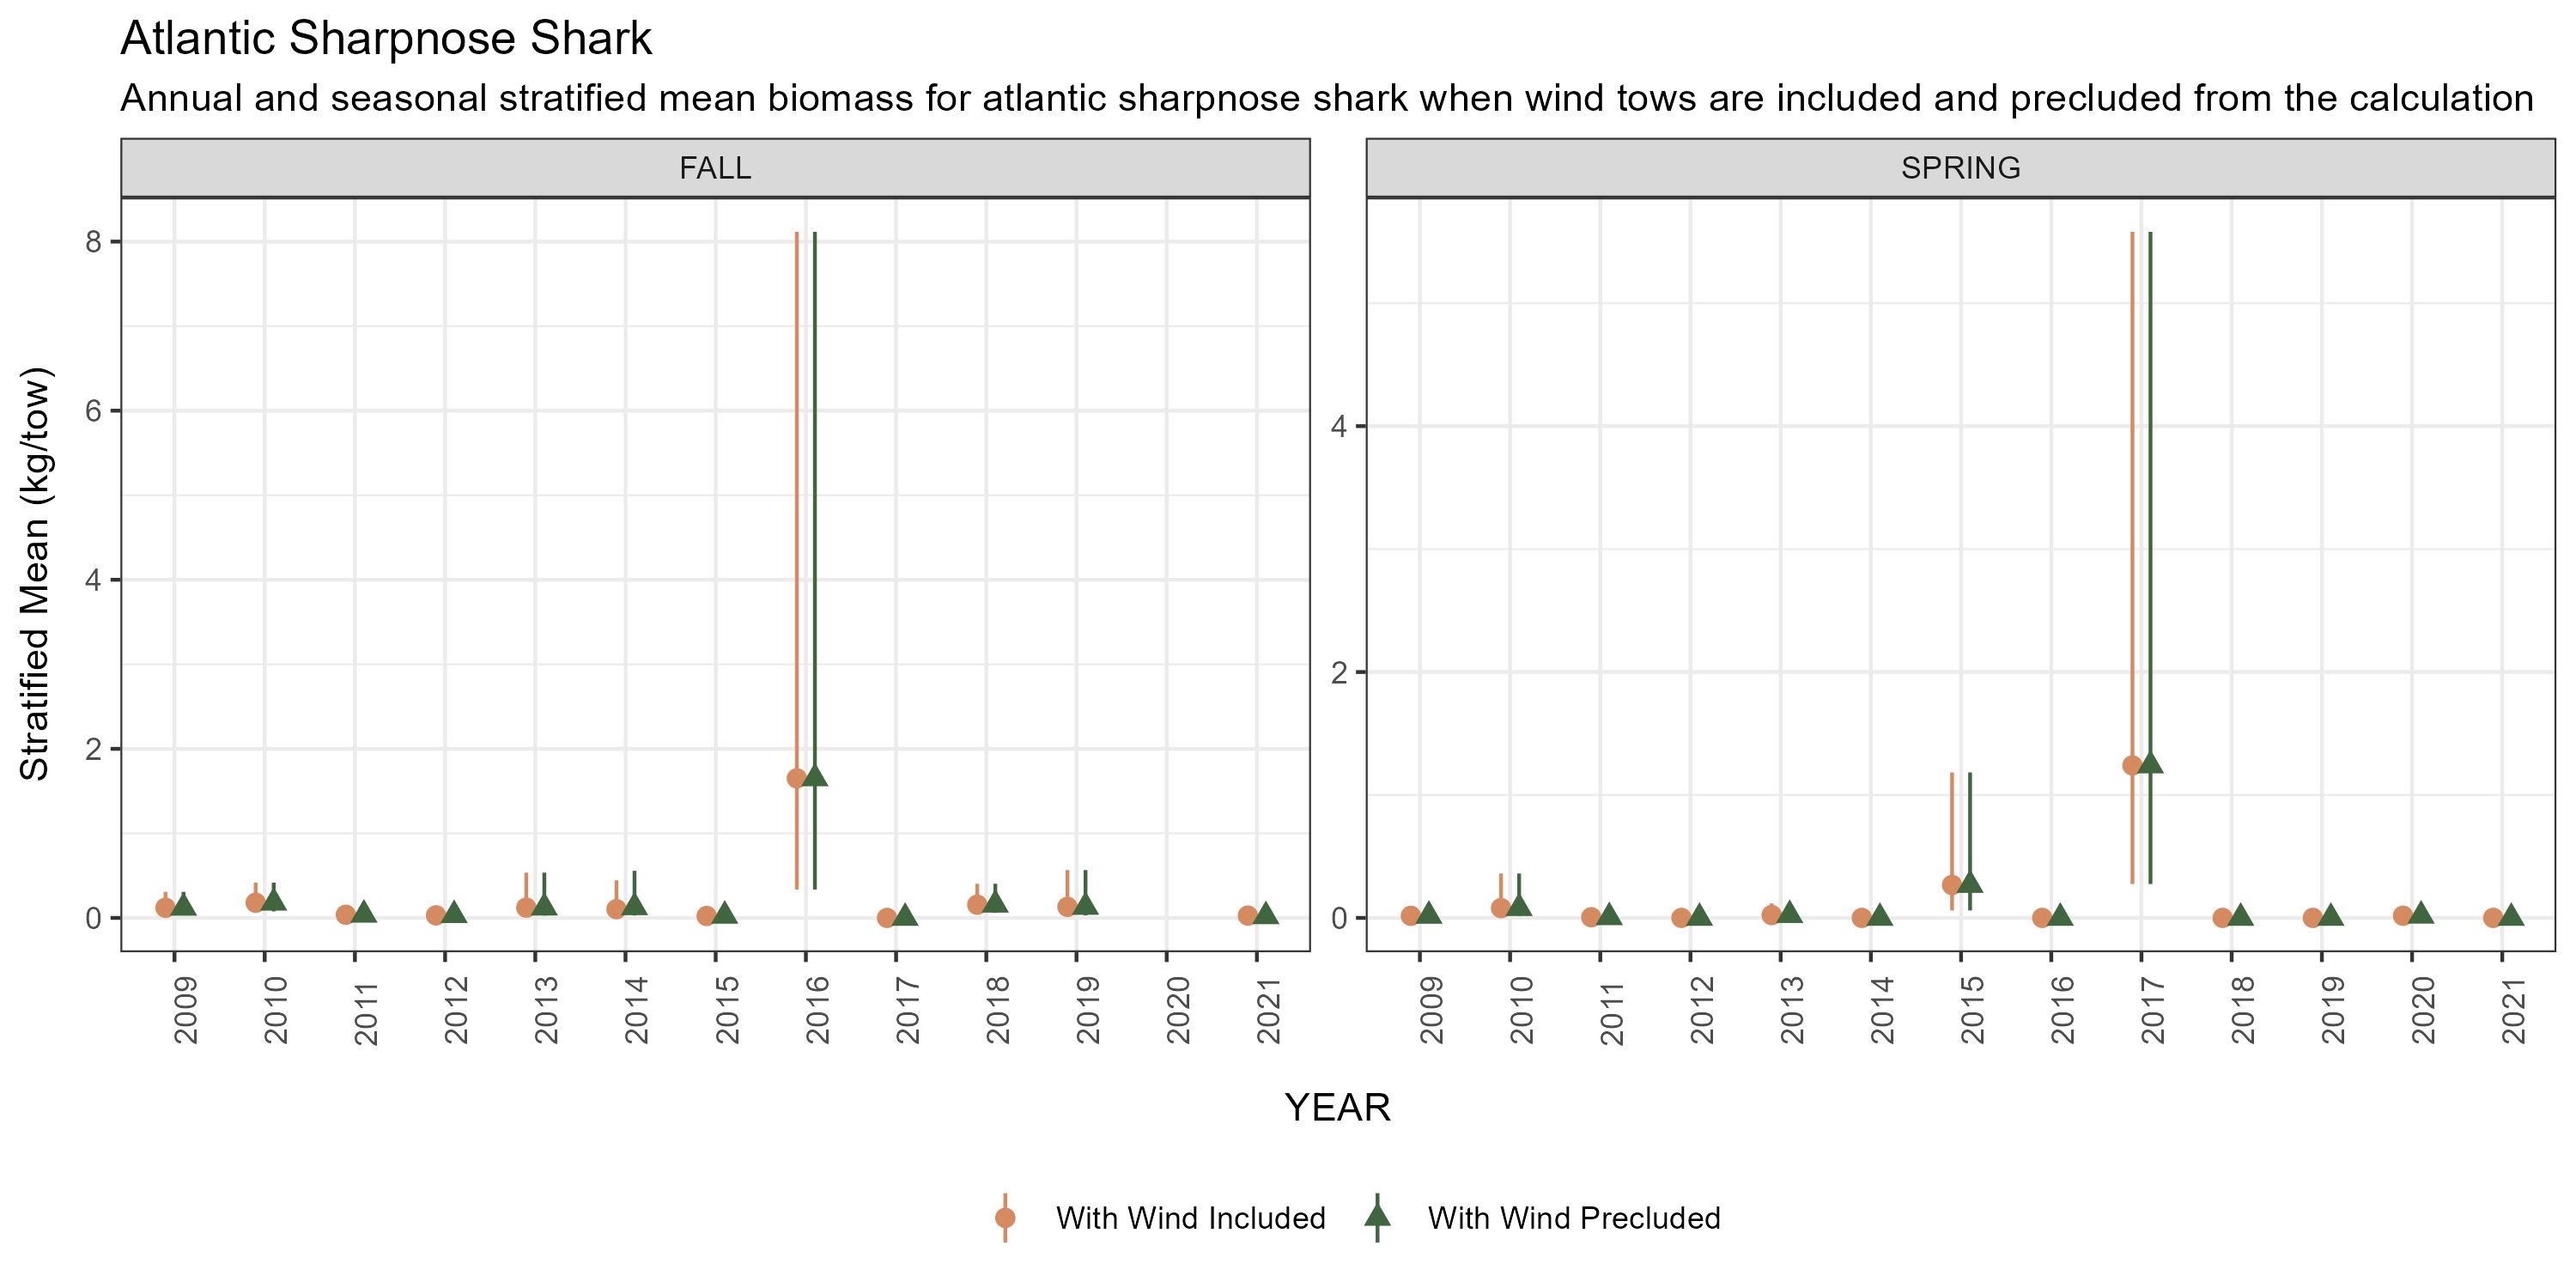 Atlantic Sharpnose Shark
Annual and seasonal stratified mean biomass for atlantic sharpnose shark when wind tows are included and precluded from the calculation
FALL
SPRING
Stratified Mean (kg/tow)
8
6
4
2
0
4
2
0
2009 2010 2011 2012 2013 2014 2015 2016 2017 2018 2019 2020 2021
2009 2010 2011 2012 2013 2014 2015 2016 2017 2018 2019 2020 2021
YEAR
With Wind Included With Wind Precluded